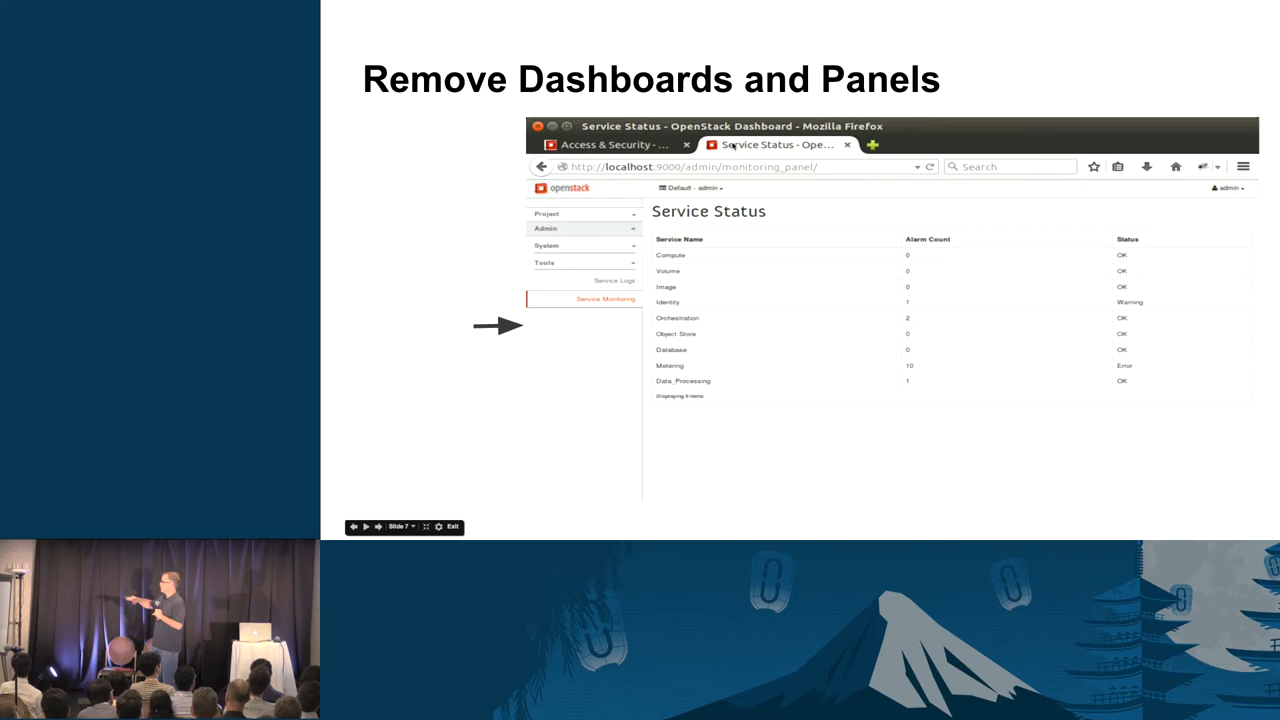 Remove Dashboards and Panels
Service Status - OpenStack Dashboard - Mozilla Firefox
Access & Security - ...
Service Status - Ope...
http://localhost:9000/admin/monitoring_panel/
Search
openstack
Default - admin
admin
Project
Admin
System
Tools
Service Logs
Service Monitoring
Service Status
Service Name Alarm Count Status
Compute 0 OK
Volume 0 OK
Image 0 OK
Identity 1 Warning
Orchestration 2 OK
Object Store 0 OK
Database 0 OK
Metering 10 Error
Data_Processing 1 OK
Displaying 9 items
Slide 7
Exit